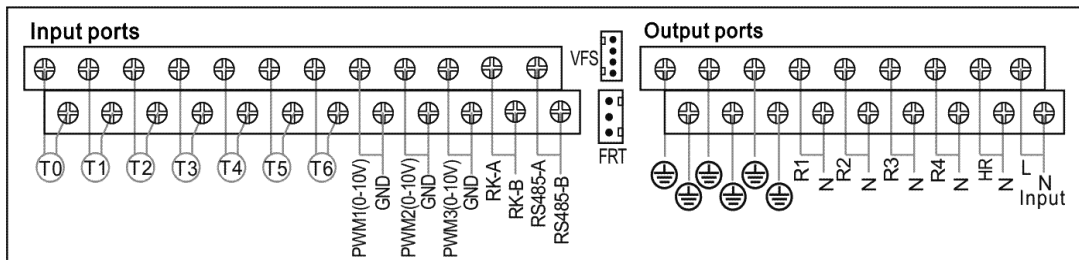 Input ports
VFS
FRT
T0
T1
T2
T3
T4
T5
T6
PWM1(0-10V)
GND
PWM2(0-10V)
GND
PWM3(0-10V)
GND
RK-A
RK-B
RS485-A
RS485-B
Output ports
R1
N
R2
N
R3
N
R4
N
HR
N
L
N
Input